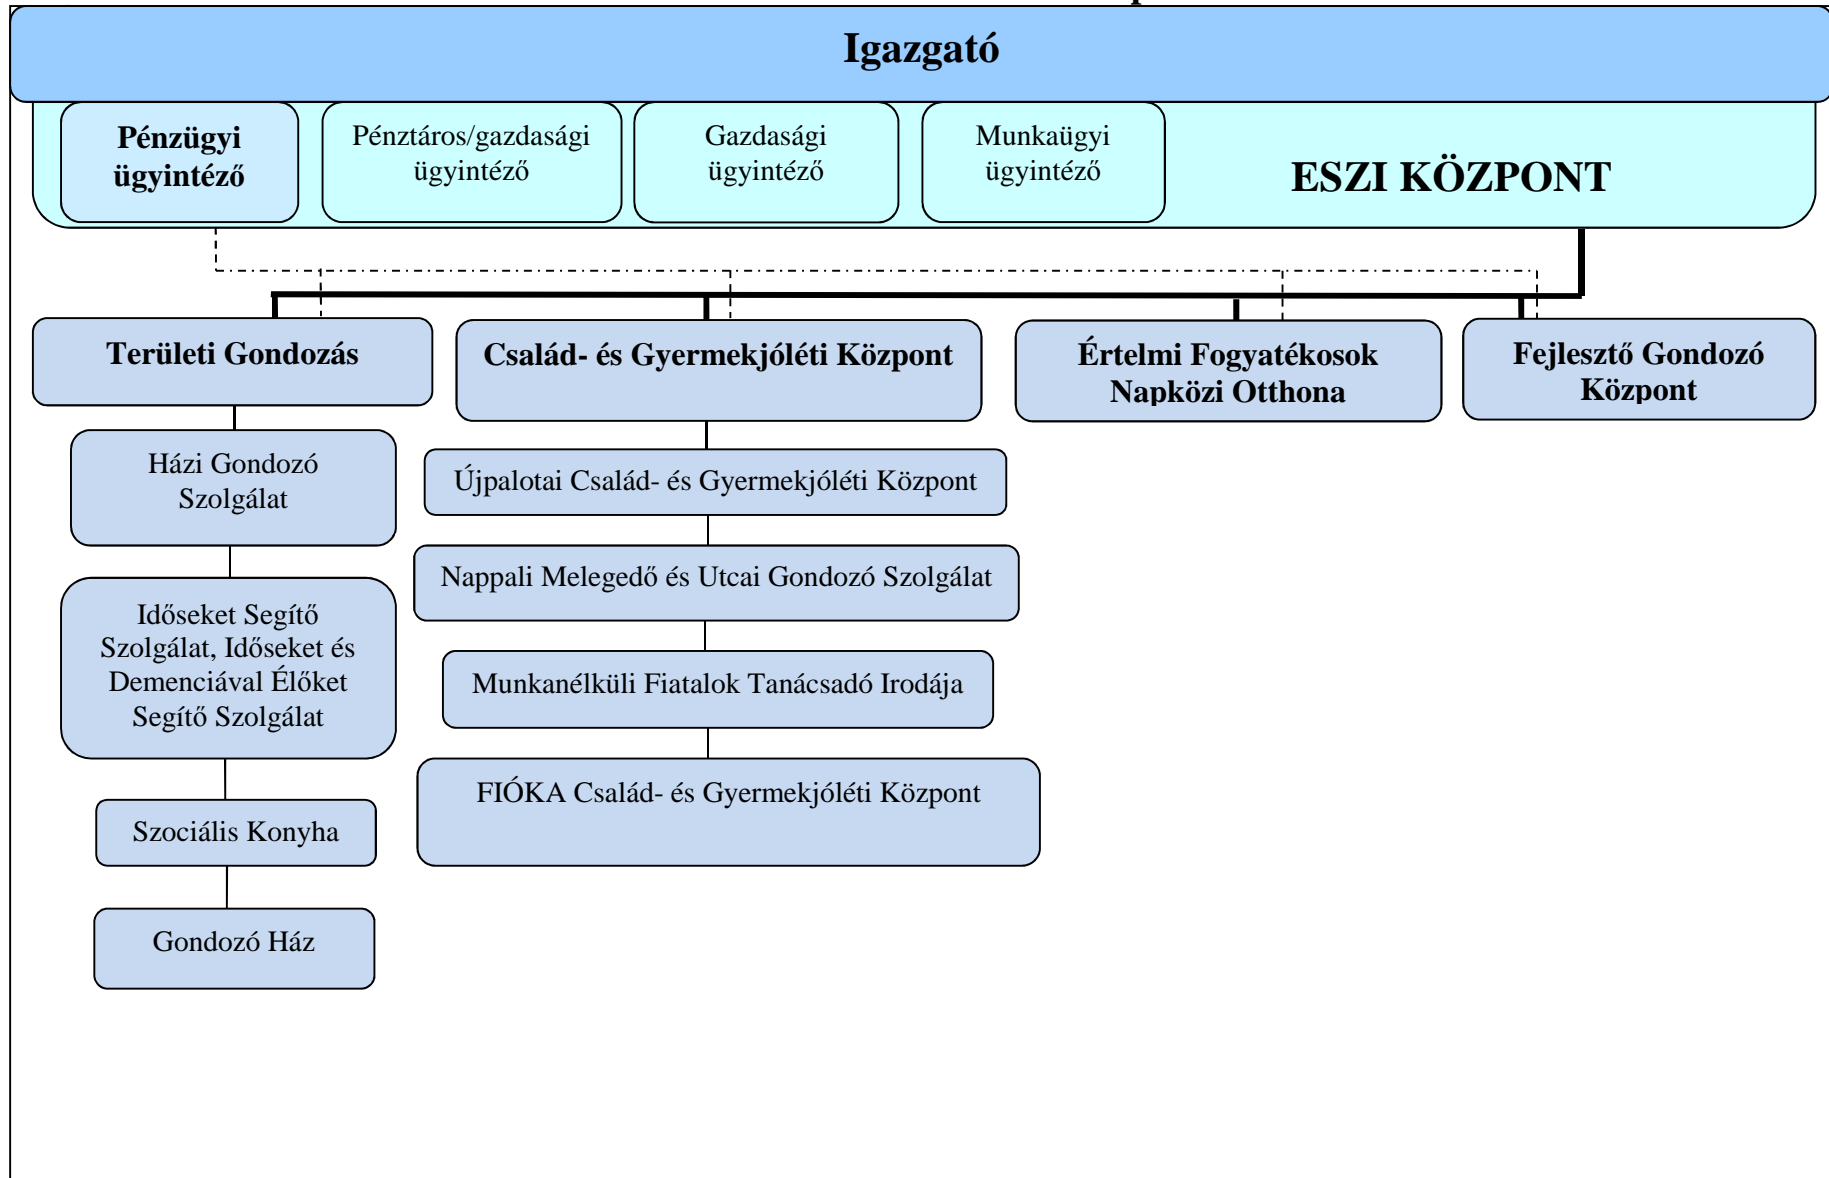 Igazgató
Pénzügyi
ügyintéző
Pénztáros/gazdasági
ügyintéző
Gazdasági
ügyintéző
Munkaügyi
ügyintéző
ESZI KÖZPONT
Területi Gondozás
Család- és Gyermekjóléti Központ
Értelmi Fogyatékosok
Napközi Otthona
Fejlesztő Gondozó
Központ
Házi Gondozó
Szolgálat
Időseket Segítő
Szolgálat, Időseket és
Demenciával Élőket
Segítő Szolgálat
Szociális Konyha
Gondozó Ház
Újpalotai Család- és Gyermekjóléti Központ
Nappali Melegedő és Utcai Gondozó Szolgálat
Munkanélküli Fiatalok Tanácsadó Irodája
FIÓKA Család- és Gyermekjóléti Központ